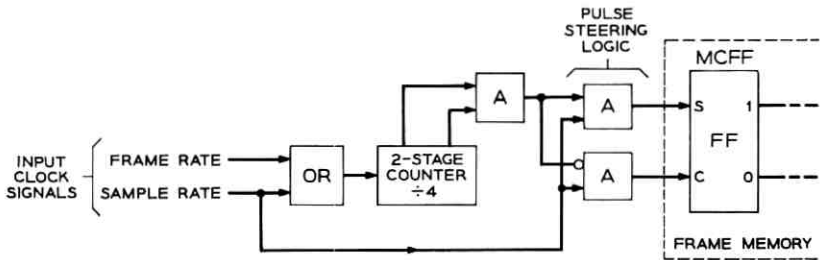 PULSE
STEERING
LOGIC
MCFF
A
A
S
1
INPUT
CLOCK
SIGNALS
FRAME RATE
SAMPLE RATE
OR
2-STAGE
COUNTER
÷4
A
FF
C
0
FRAME MEMORY